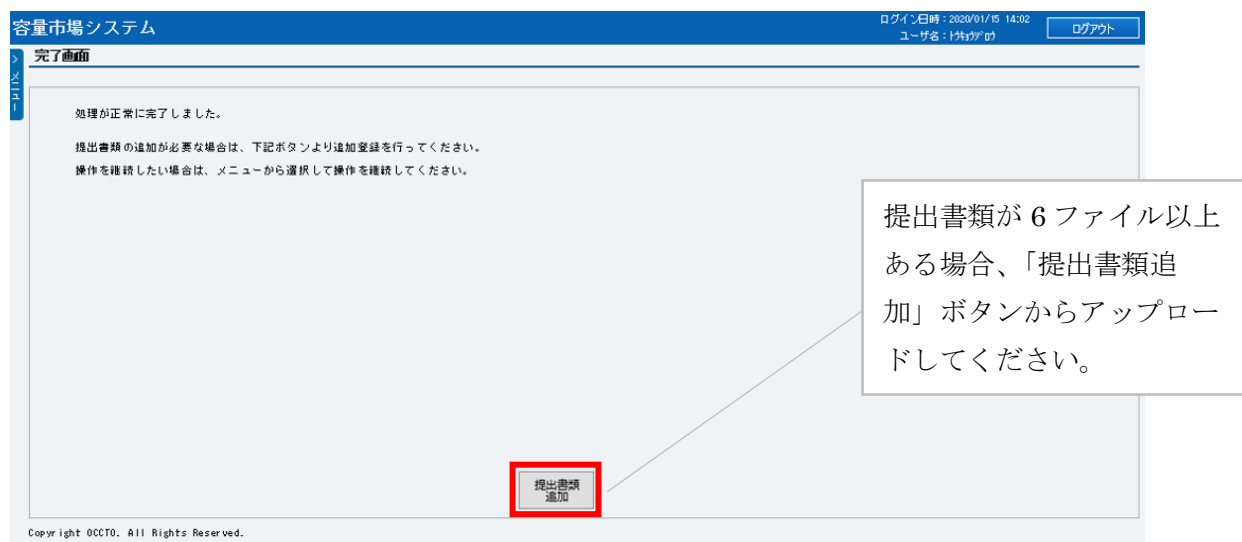 容量市場システム
ログイン日時：2020/01/15 14:02
ユーザ名：ﾄｳｷｮｳｼﾞﾛｳ
ログアウト
＞ メニュー
完了画面
処理が正常に完了しました。
提出書類の追加が必要な場合は、下記ボタンより追加登録を行ってください。
操作を継続したい場合は、メニューから選択して操作を継続してください。
提出書類が 6 ファイル以上
ある場合、「提出書類追
加」ボタンからアップロー
ドしてください。
提出書類
追加
Copyright OCCTO. All Rights Reserved.